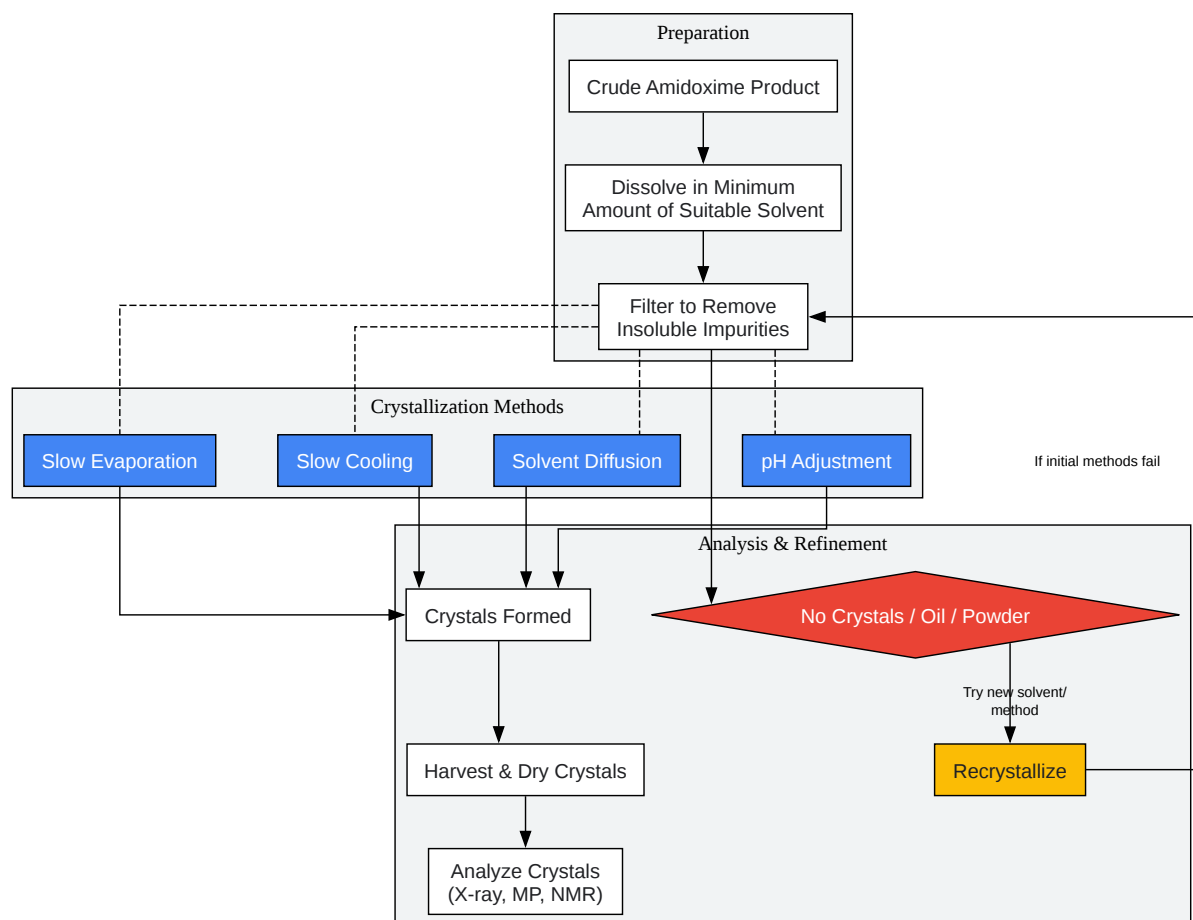 Preparation
Crude Amidoxime Product
Dissolve in Minimum
Amount of Suitable Solvent
Filter to Remove
Insoluble Impurities
Crystallization Methods
Slow Evaporation
Slow Cooling
Solvent Diffusion
pH Adjustment
If initial methods fail
Analysis & Refinement
Crystals Formed
No Crystals / Oil / Powder
Try new solvent/
method
Harvest & Dry Crystals
Recrystallize
Analyze Crystals
(X-ray, MP, NMR)